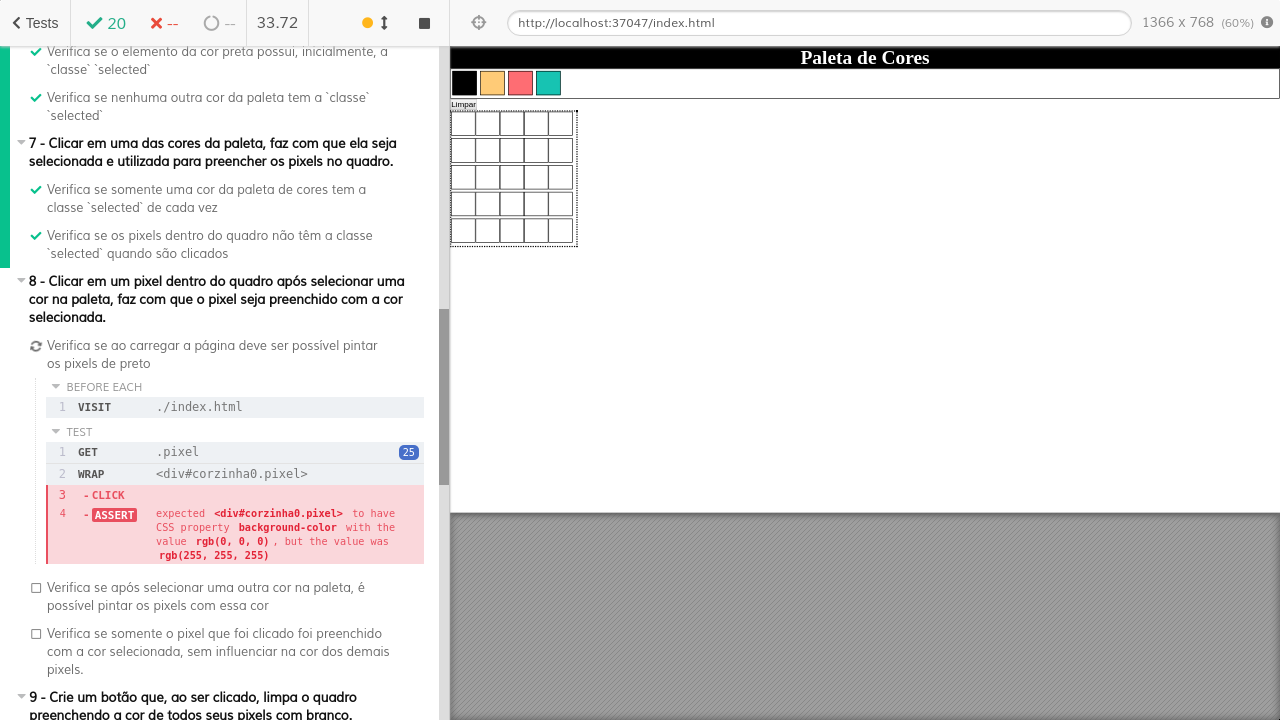 Tests
20
--
--
33.72
http://localhost:37047/index.html
1366 x 768 (60%)
Verifica se o elemento da cor preta possui, inicialmente, a
`classe` `selected`
Verifica se nenhuma outra cor da paleta tem a `classe`
`selected`
7 - Clicar em uma das cores da paleta, faz com que ela seja
selecionada e utilizada para preencher os pixels no quadro.
Verifica se somente uma cor da paleta de cores tem a
classe `selected` de cada vez
Verifica se os pixels dentro do quadro não têm a classe
`selected` quando são clicados
8 - Clicar em um pixel dentro do quadro após selecionar uma
cor na paleta, faz com que o pixel seja preenchido com a cor
selecionada.
Verifica se ao carregar a página deve ser possível pintar
os pixels de preto
BEFORE EACH
1 VISIT ./index.html
TEST
1 GET .pixel 25
2 WRAP <div#corzinha0.pixel>
3 -CLICK
4 -ASSERT expected <div#corzinha0.pixel> to have
CSS property background-color with the
value rgb(0, 0, 0), but the value was
rgb(255, 255, 255)
Verifica se após selecionar uma outra cor na paleta, é
possível pintar os pixels com essa cor
Verifica se somente o pixel que foi clicado foi preenchido
com a cor selecionada, sem influenciar na cor dos demais
pixels.
9 - Crie um botão que, ao ser clicado, limpa o quadro
preenchendo a cor de todos seus pixels com branco.
Paleta de Cores
Limpar